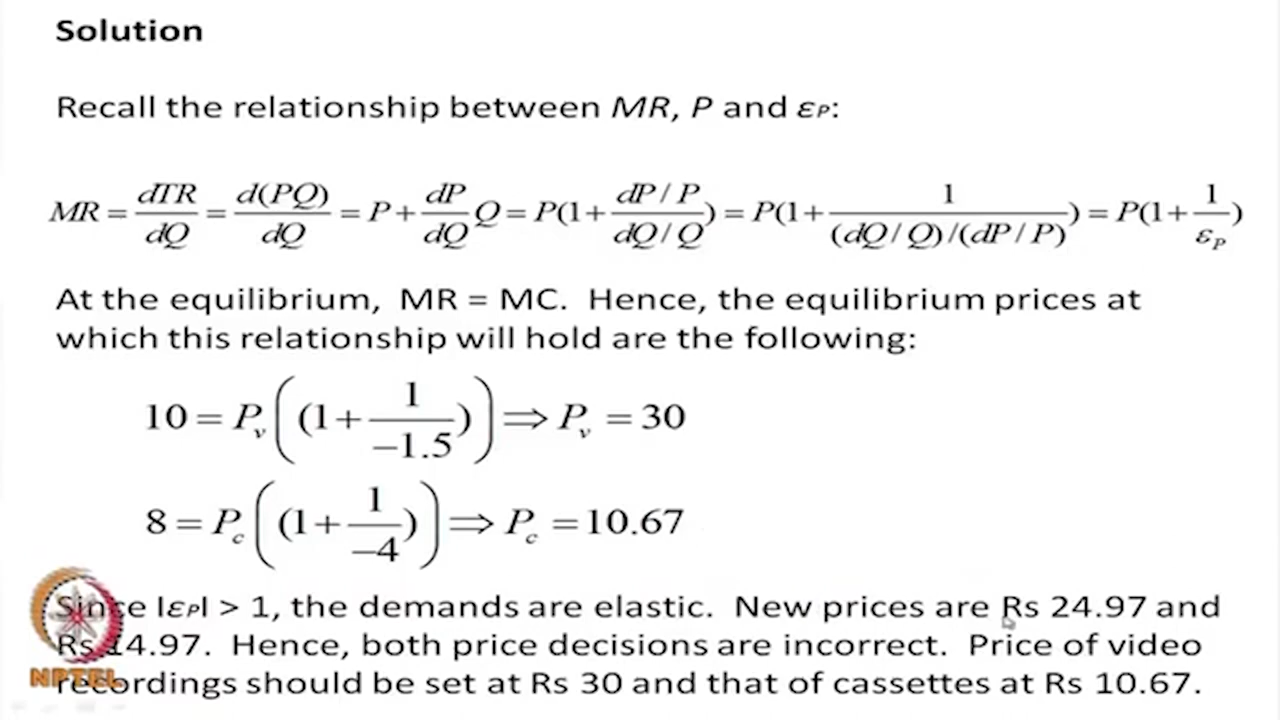 Solution
Recall the relationship between MR, P and εP:
MR = dTR/dQ = d(PQ)/dQ = P + dP/dQ Q = P(1 + (dP / P)/(dQ / Q)) = P(1 + 1/((dQ / Q)/(dP / P))) = P(1 + 1/εP)
At the equilibrium, MR = MC. Hence, the equilibrium prices at
which this relationship will hold are the following:
10 = Pv((1 + 1/−1.5)) ⇒ Pv = 30
8 = Pc((1 + 1/−4)) ⇒ Pc = 10.67
Since IεPI > 1, the demands are elastic. New prices are Rs 24.97 and
Rs 14.97. Hence, both price decisions are incorrect. Price of video
recordings should be set at Rs 30 and that of cassettes at Rs 10.67.
NPTEL